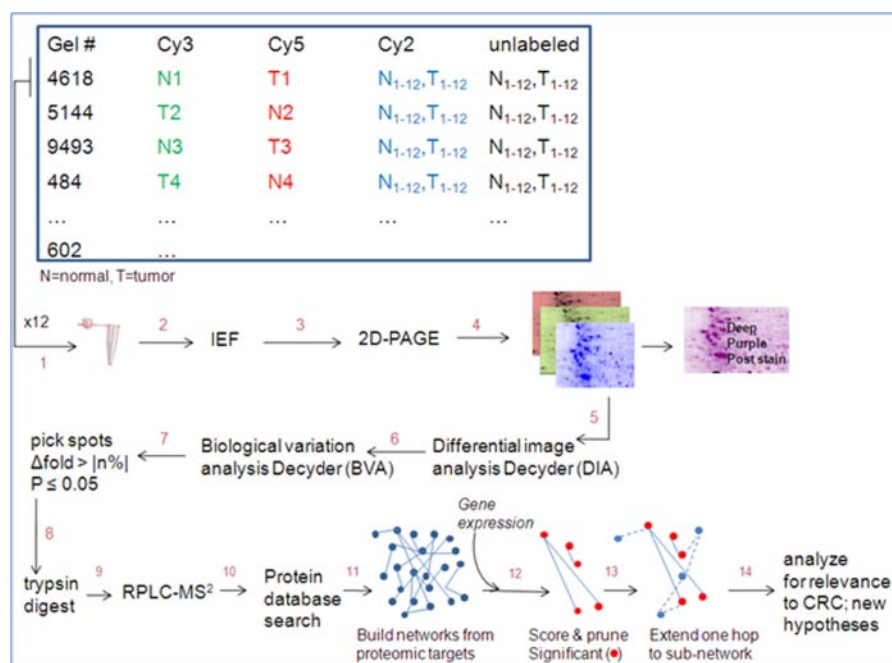 Gel # Cy3 Cy5 Cy2 unlabeled
4618 N1 T1 N₁₋₁₂,T₁₋₁₂ N₁₋₁₂,T₁₋₁₂
5144 T2 N2 N₁₋₁₂,T₁₋₁₂ N₁₋₁₂,T₁₋₁₂
9493 N3 T3 N₁₋₁₂,T₁₋₁₂ N₁₋₁₂,T₁₋₁₂
484 T4 N4 N₁₋₁₂,T₁₋₁₂ N₁₋₁₂,T₁₋₁₂
... ... ... ... ...
602 ...
N=normal, T=tumor
x12
1
2
IEF
3
2D-PAGE
4
Deep
Purple
Post stain
5
Differential image
analysis Decyder (DIA)
6
Biological variation
analysis Decyder (BVA)
7
pick spots
Δfold > |n%|
P ≤ 0.05
8
trypsin
digest
9
RPLC-MS²
10
Protein
database
search
11
Build networks from
proteomic targets
Gene
expression
12
Score & prune
Significant (●)
13
Extend one hop
to sub-network
14
analyze
for relevance
to CRC; new
hypotheses